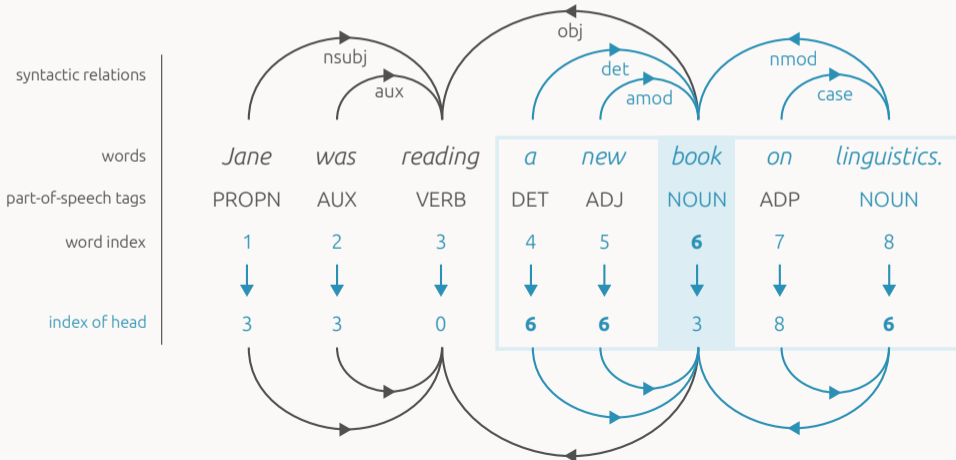 obj
nsubj
det
nmod
syntactic relations
aux
amod
case
words Jane was reading a new book on linguistics.
part-of-speech tags PROPN AUX VERB DET ADJ NOUN ADP NOUN
word index 1 2 3 4 5 6 7 8
index of head 3 3 0 6 6 3 8 6